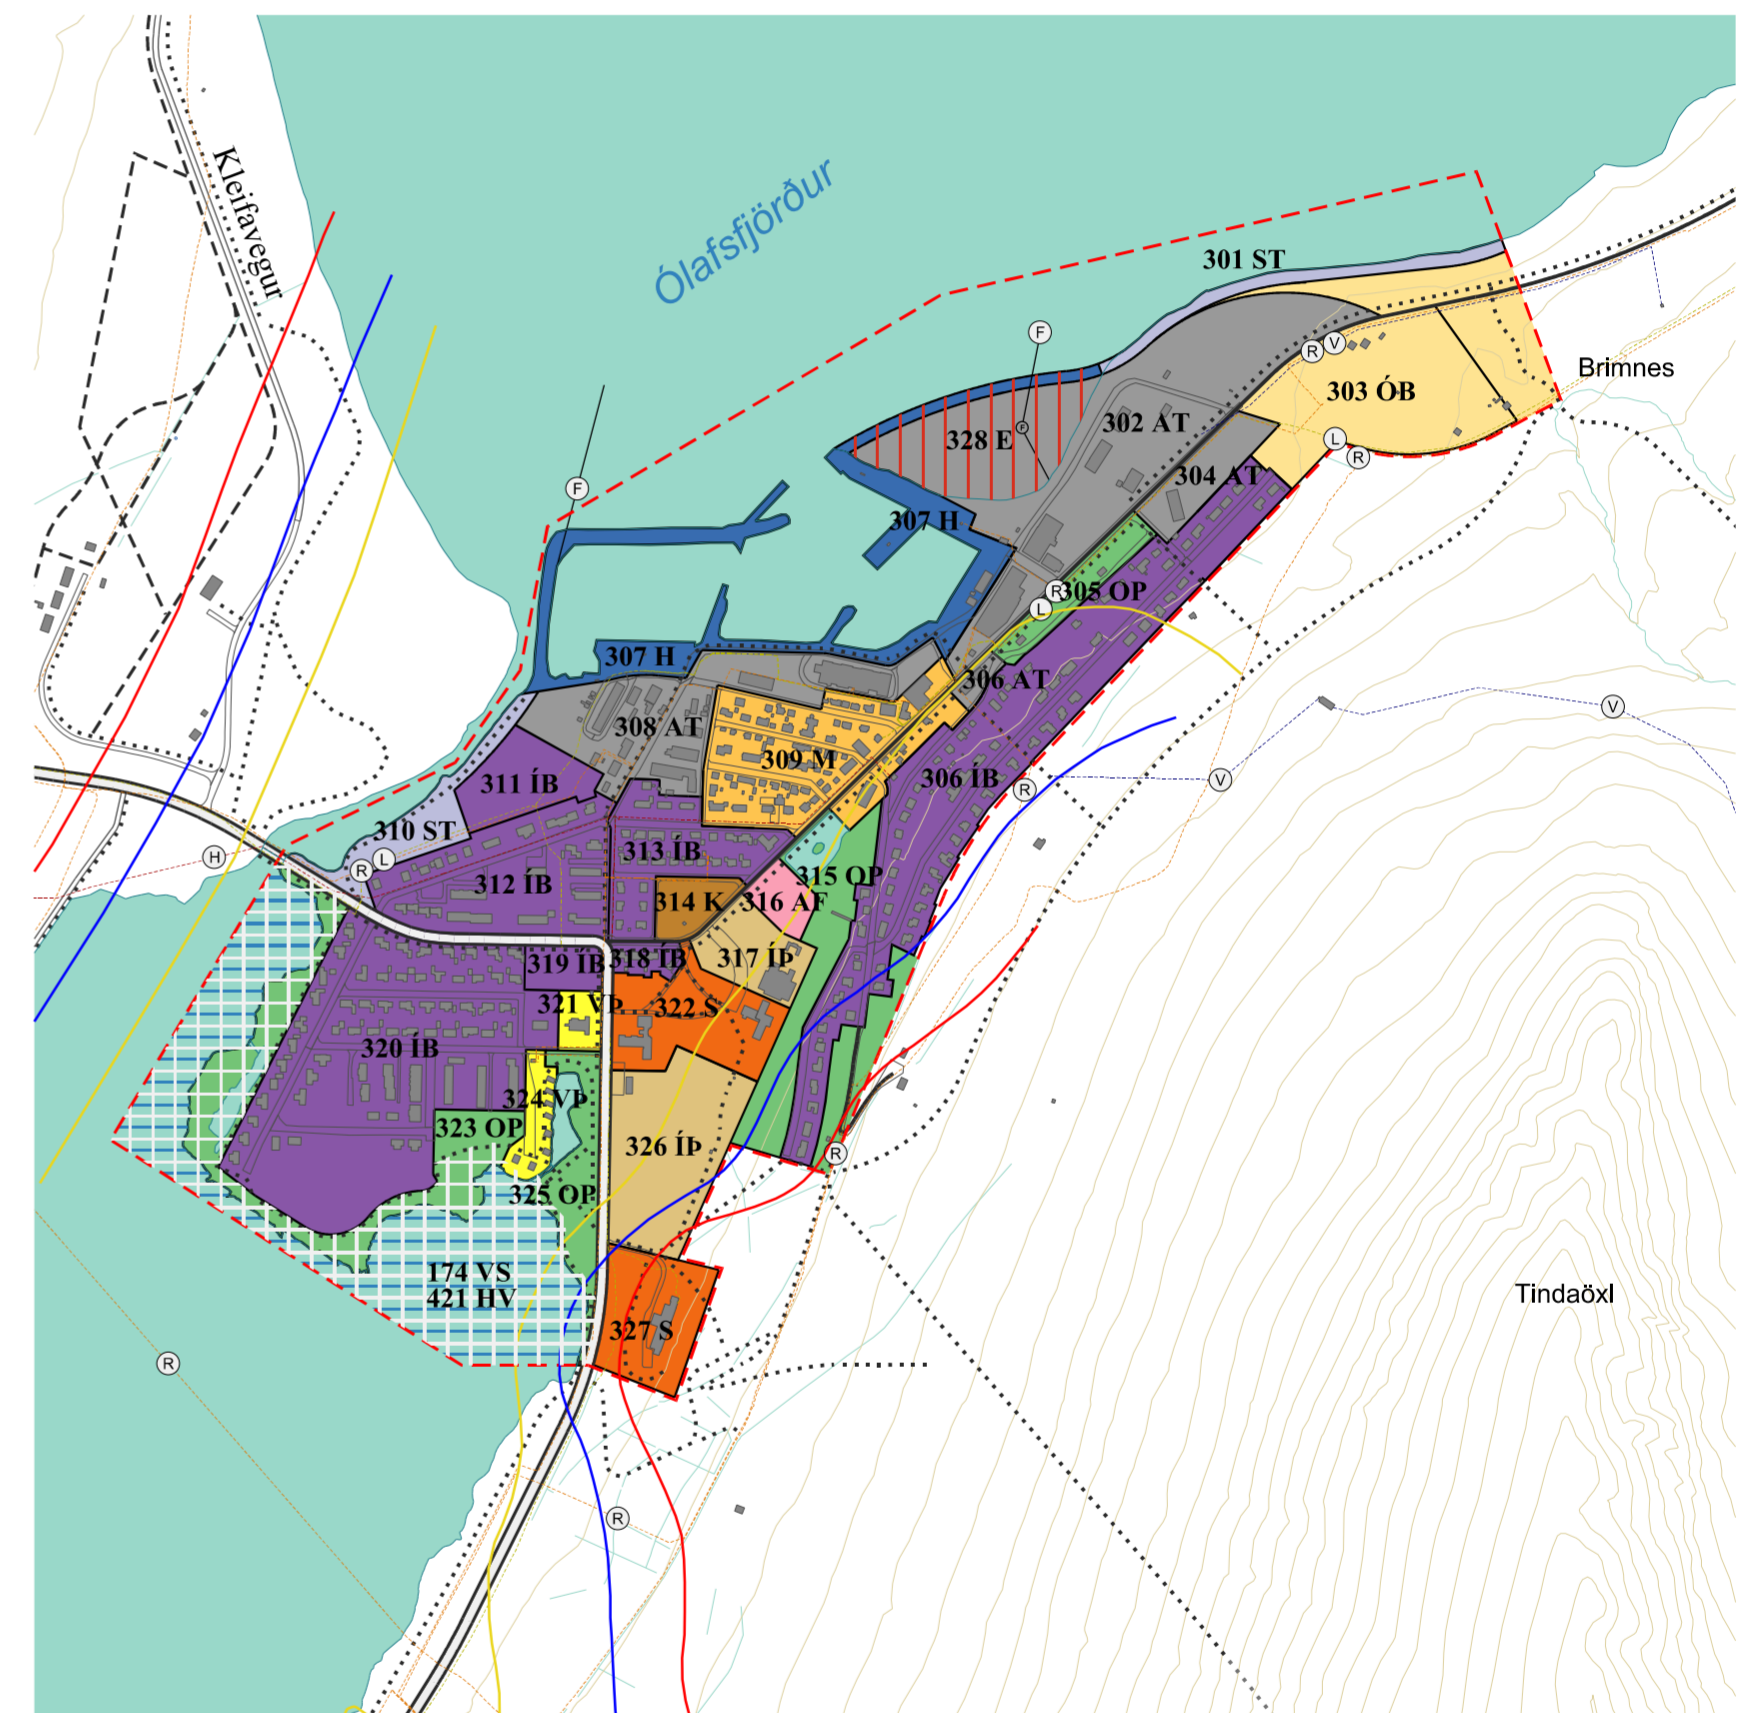 Kleifavegur
Ólafsfjörður
301 ST
F
R
V
Brimnes
303 ÓB
302 AT
328 E
F
L
R
304 AT
F
307 H
R
305 OP
L
307 H
306 AT
V
308 AT
309 M
306 ÍB
V
R
311 ÍB
310 ST
H
R
L
313 ÍB
312 ÍB
315 OP
314 K
316 AF
319 ÍB
318 ÍB
317 ÍÞ
321 VÞ
322 S
320 ÍB
324 VÞ
323 OP
326 ÍÞ
R
325 OP
174 VS
421 HV
Tindaöxl
327 S
R
R